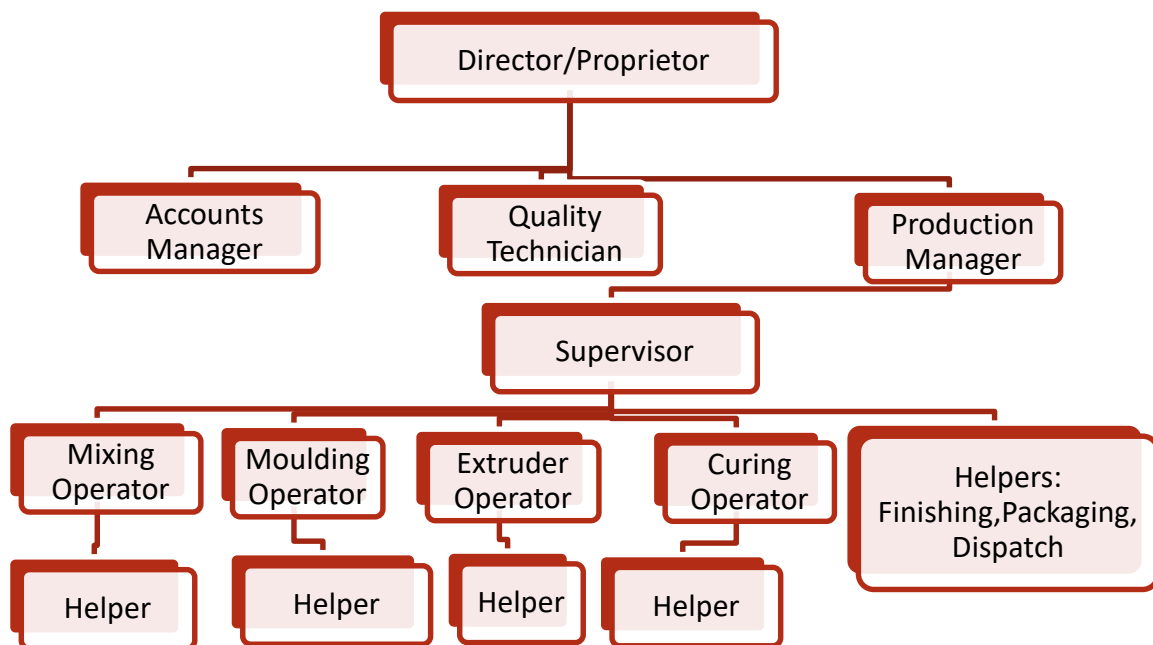 Director/Proprietor
Accounts
Manager
Quality
Technician
Production
Manager
Supervisor
Mixing
Operator
Moulding
Operator
Extruder
Operator
Curing
Operator
Helpers:
Finishing,Packaging,
Dispatch
Helper
Helper
Helper
Helper